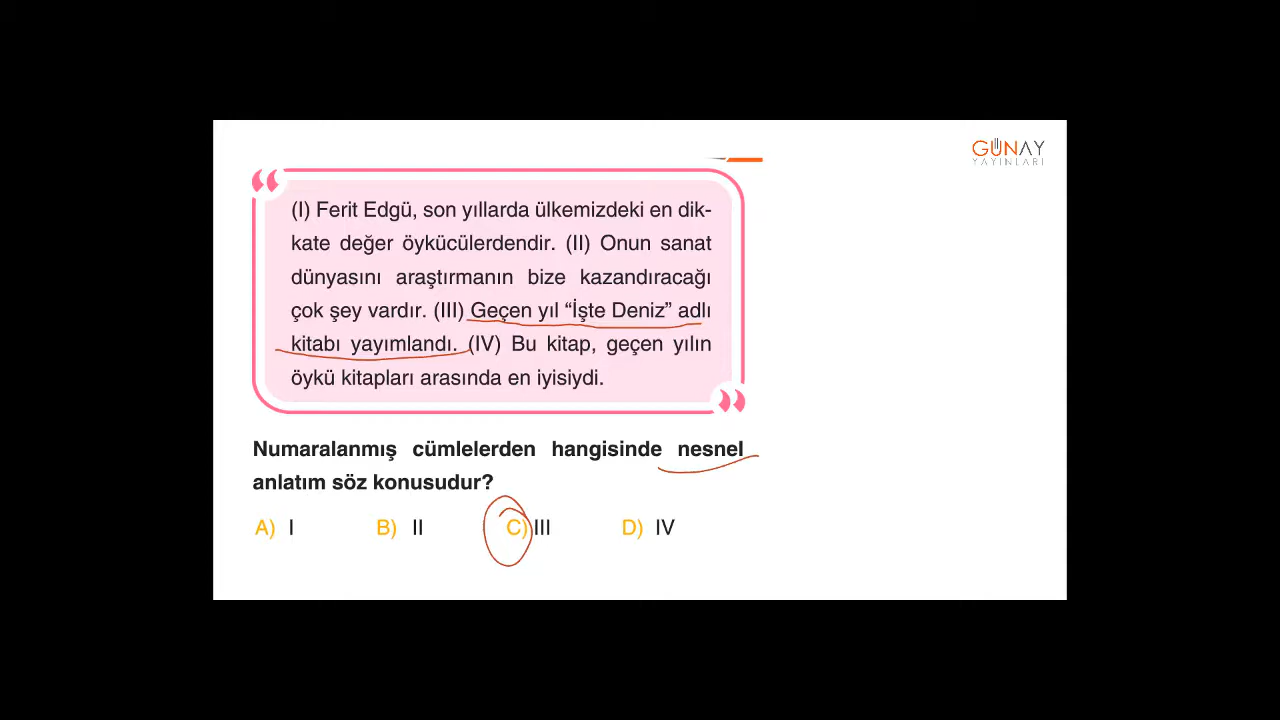 GÜNAY
YAYINLARI
(I) Ferit Edgü, son yıllarda ülkemizdeki en dik-
kate değer öykücülerdendir. (II) Onun sanat
dünyasını araştırmanın bize kazandıracağı
çok şey vardır. (III) Geçen yıl “İşte Deniz” adlı
kitabı yayımlandı. (IV) Bu kitap, geçen yılın
öykü kitapları arasında en iyisiydi.
Numaralanmış cümlelerden hangisinde nesnel
anlatım söz konusudur?
A) I B) II C) III D) IV